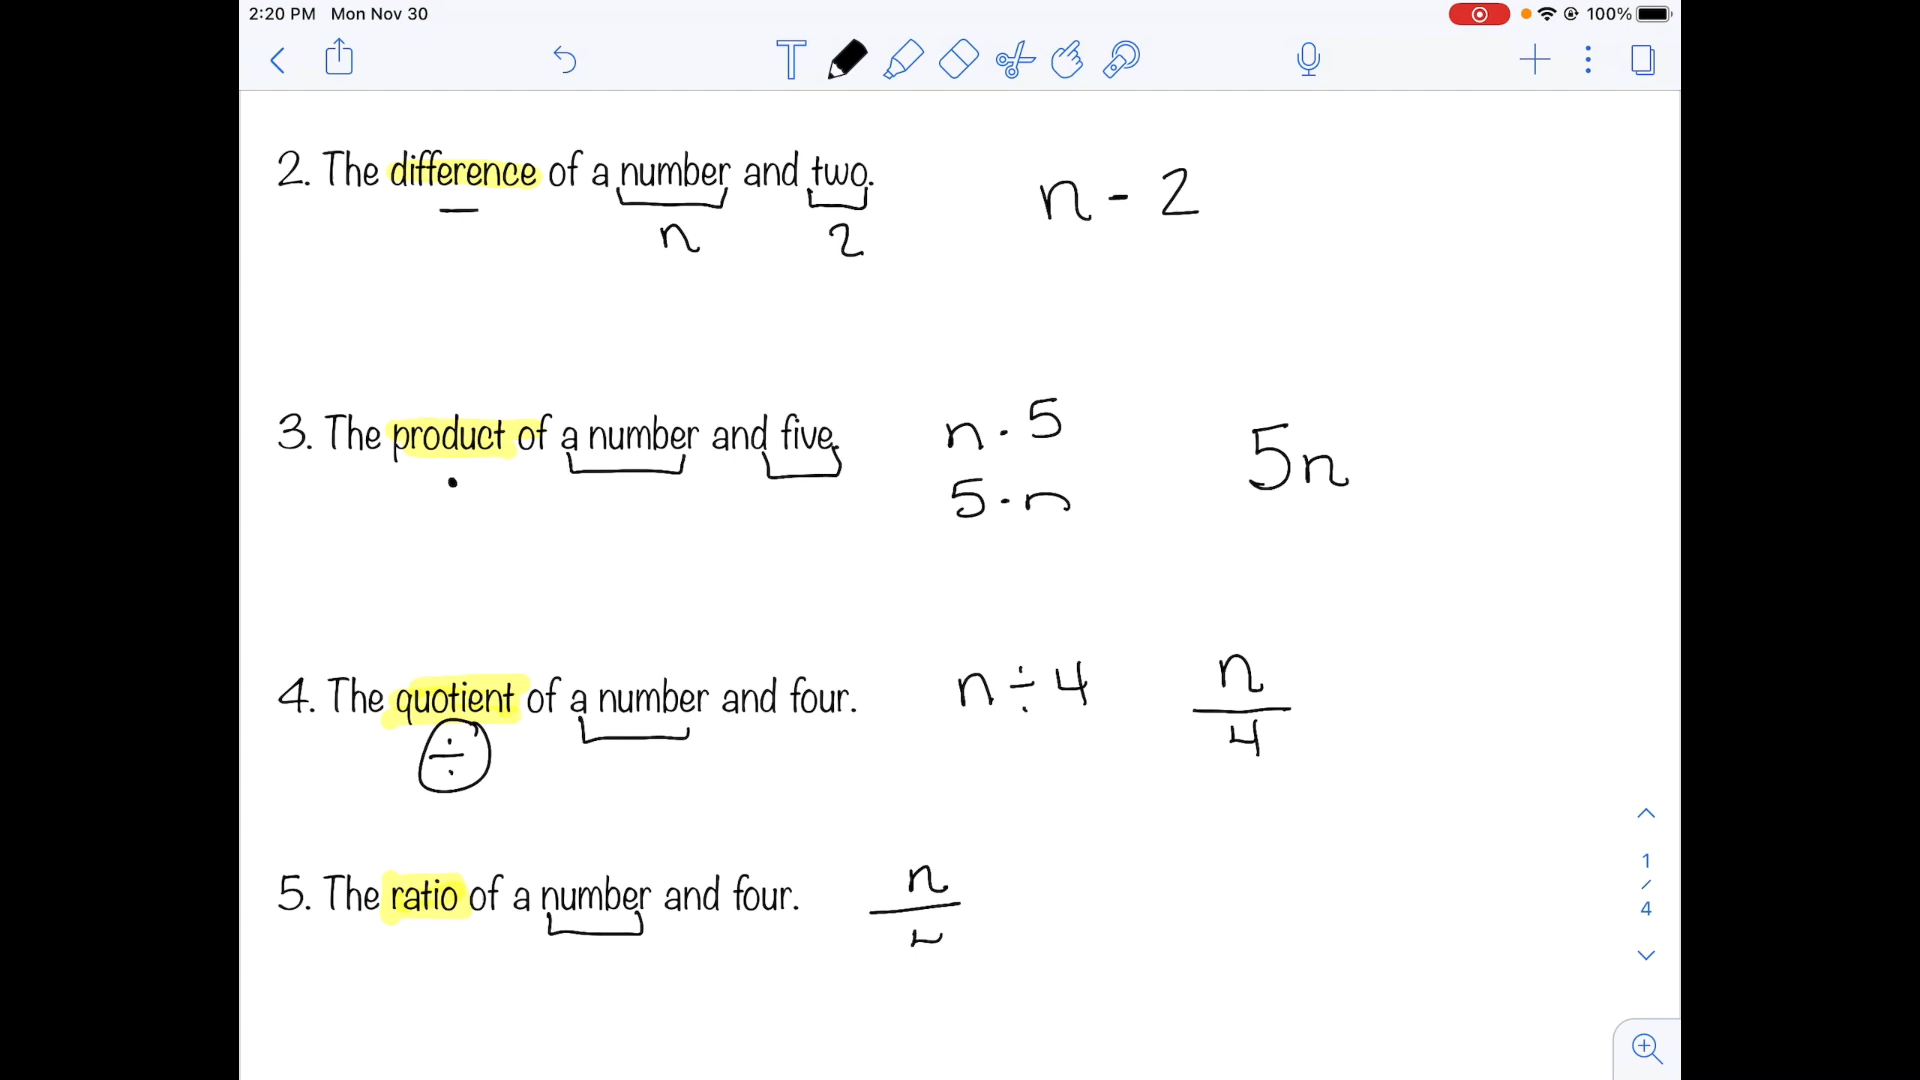 2:20 PM Mon Nov 30
100%
T
2. The difference of a number and two.
n - 2
—
n 2
3. The product of a number and five.
n · 5
5 · n
5n
·
4. The quotient of a number and four.
n ÷ 4
n
4
÷
5. The ratio of a number and four.
n
1
/
4